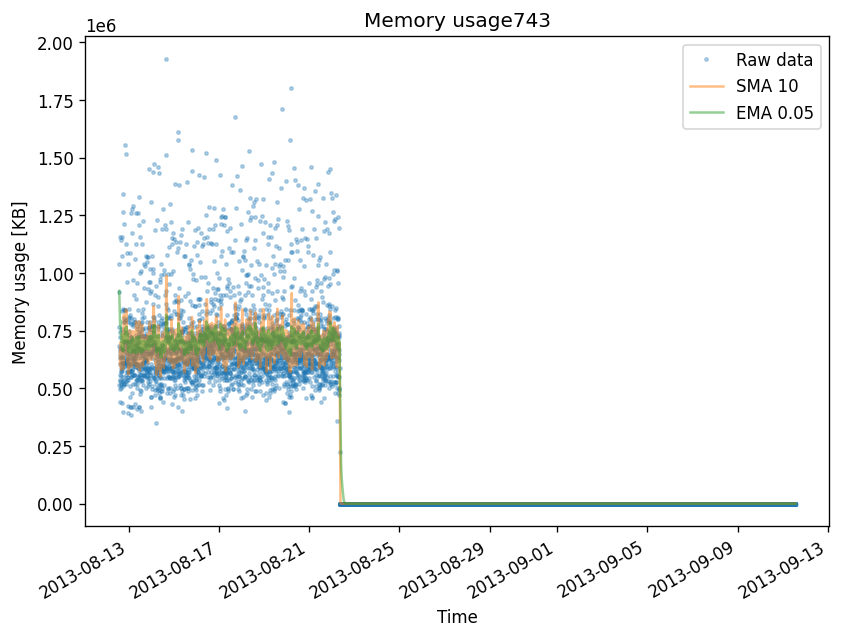 Memory usage743
1e6
2.00
1.75
1.50
1.25
1.00
0.75
0.50
0.25
0.00
Memory usage [KB]
Raw data
SMA 10
EMA 0.05
2013-08-13
2013-08-17
2013-08-21
2013-08-25
2013-08-29
2013-09-01
2013-09-05
2013-09-09
2013-09-13
Time